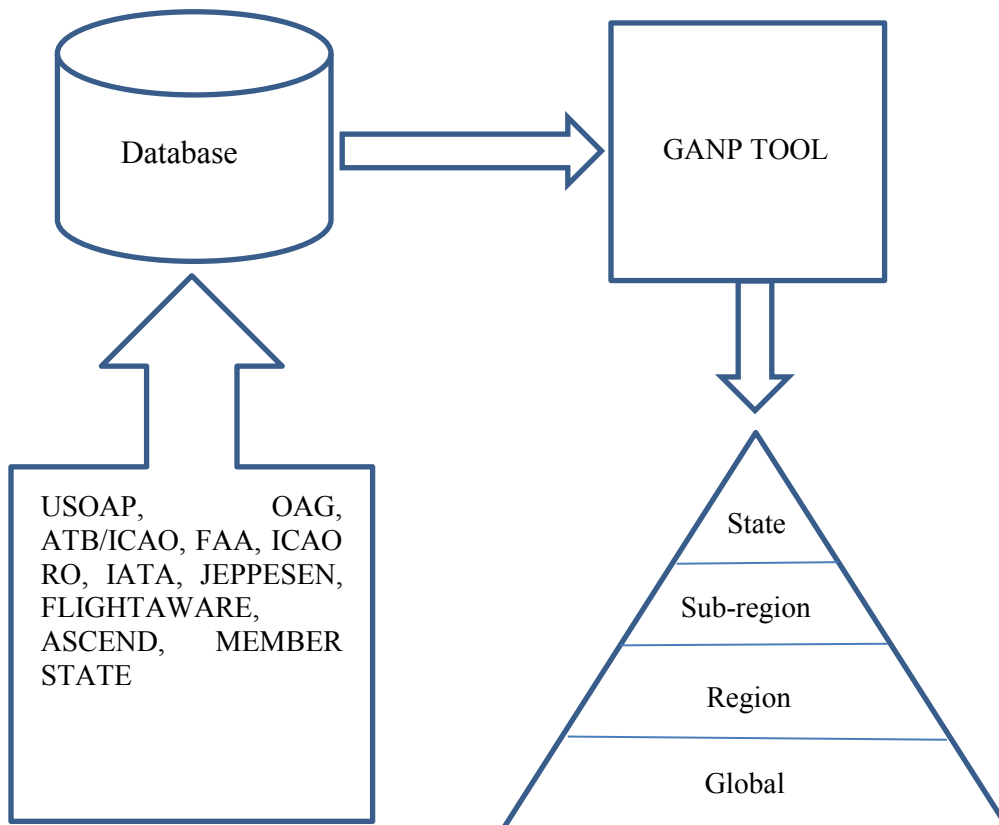 Database
GANP TOOL
USOAP, OAG,
ATB/ICAO, FAA, ICAO
RO, IATA, JEPPESEN,
FLIGHTAWARE,
ASCEND, MEMBER
STATE
State
Sub-region
Region
Global